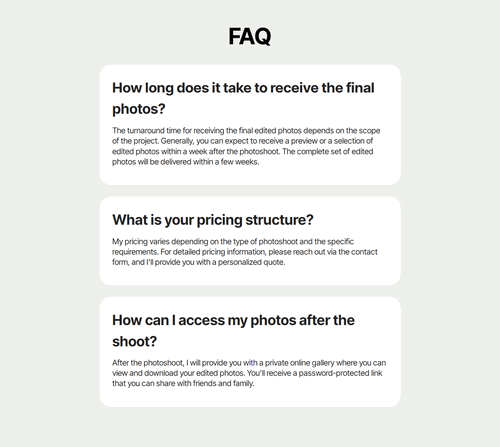 FAQ
How long does it take to receive the final
photos?
The turnaround time for receiving the final edited photos depends on the scope
of the project. Generally, you can expect to receive a preview or a selection of
edited photos within a week after the photoshoot. The complete set of edited
photos will be delivered within a few weeks.
What is your pricing structure?
My pricing varies depending on the type of photoshoot and the specific
requirements. For detailed pricing information, please reach out via the contact
form, and I'll provide you with a personalized quote.
How can I access my photos after the
shoot?
After the photoshoot, I will provide you with a private online gallery where you can
view and download your edited photos. You'll receive a password-protected link
that you can share with friends and family.